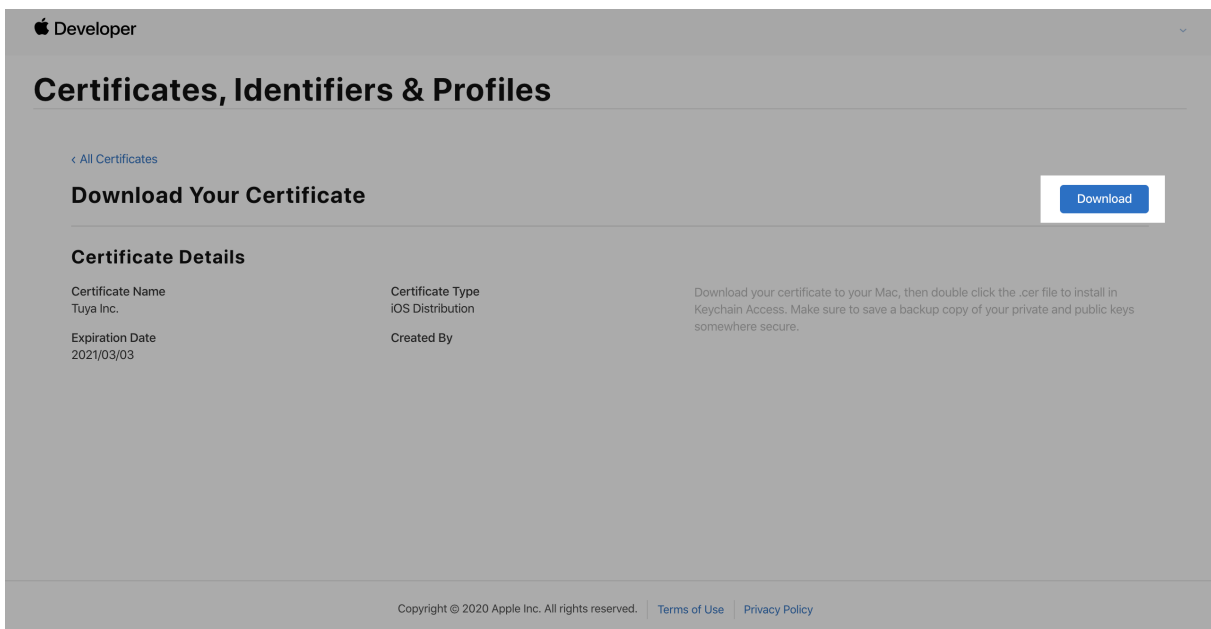 Developer
Certificates, Identifiers & Profiles
‹ All Certificates
Download Your Certificate
Download
Certificate Details
Certificate Name
Tuya Inc.
Certificate Type
iOS Distribution
Download your certificate to your Mac, then double click the .cer file to install in
Keychain Access. Make sure to save a backup copy of your private and public keys
somewhere secure.
Expiration Date
2021/03/03
Created By
Copyright © 2020 Apple Inc. All rights reserved. Terms of Use Privacy Policy